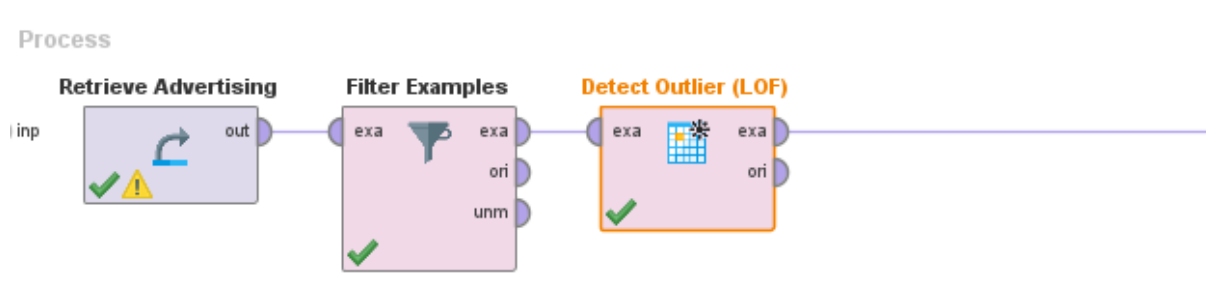 Process
Retrieve Advertising
Filter Examples
Detect Outlier (LOF)
inp
out
exa
exa
ori
unm
exa
exa
ori